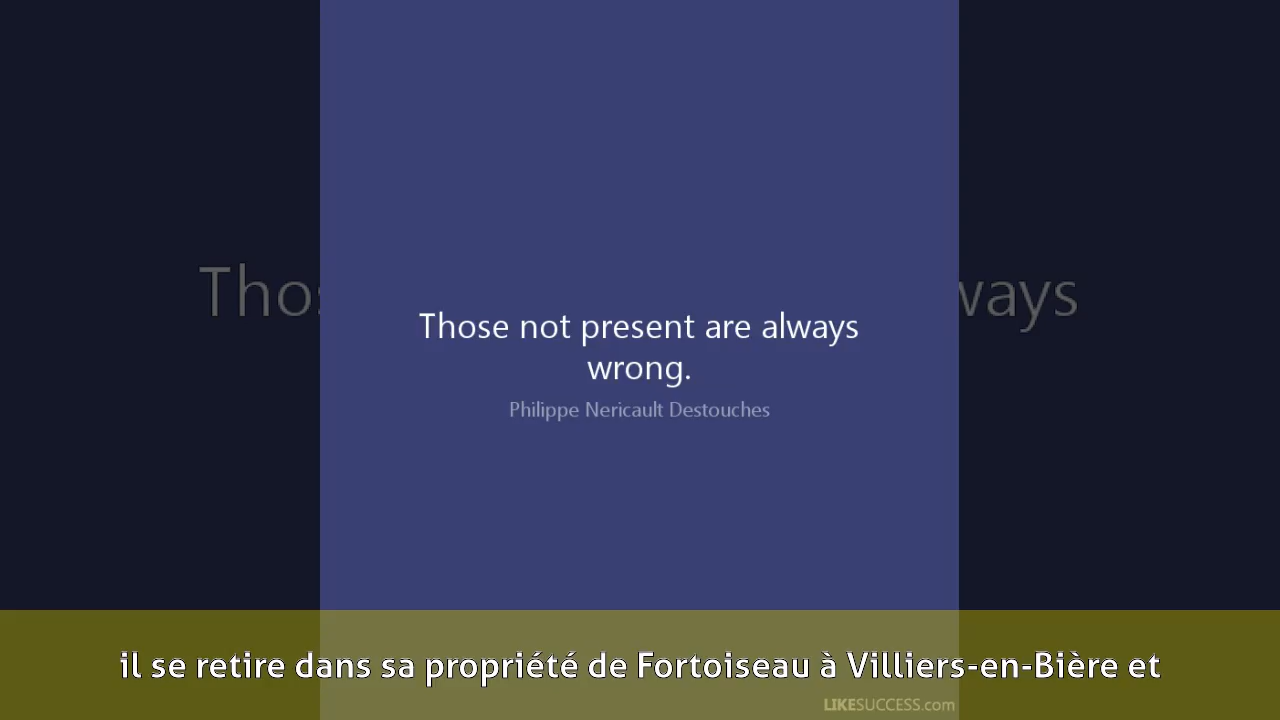 Those not present are always
wrong.
Philippe Nericault Destouches
il se retire dans sa propriété de Fortoiseau à Villiers-en-Bière et
LIKESUCCESS.com